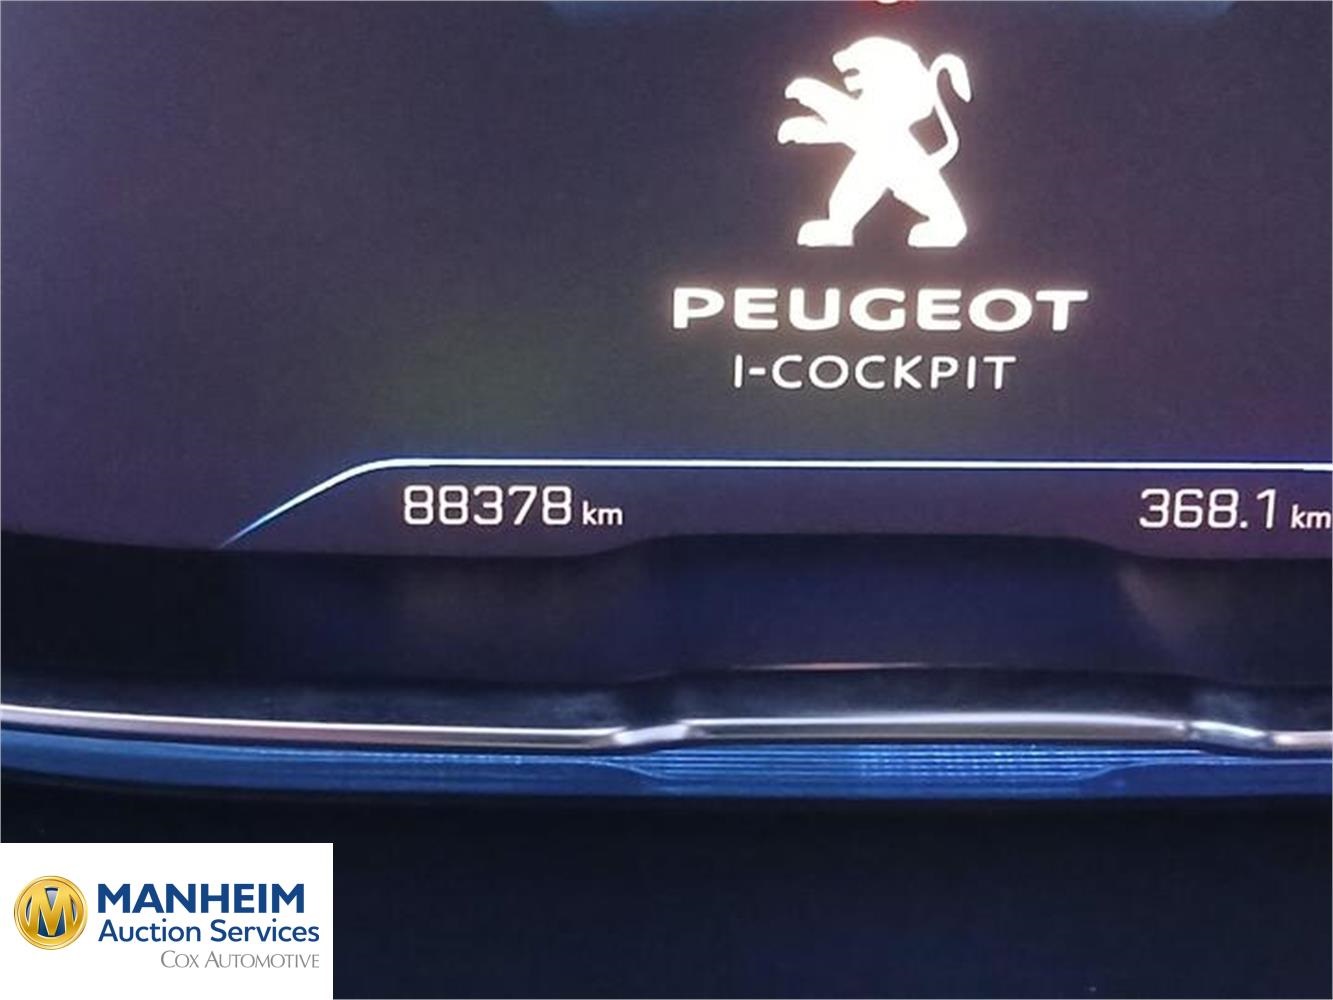 PEUGEOT
I-COCKPIT
88378 km
368.1 km
MANHEIM
Auction Services
COX AUTOMOTIVE